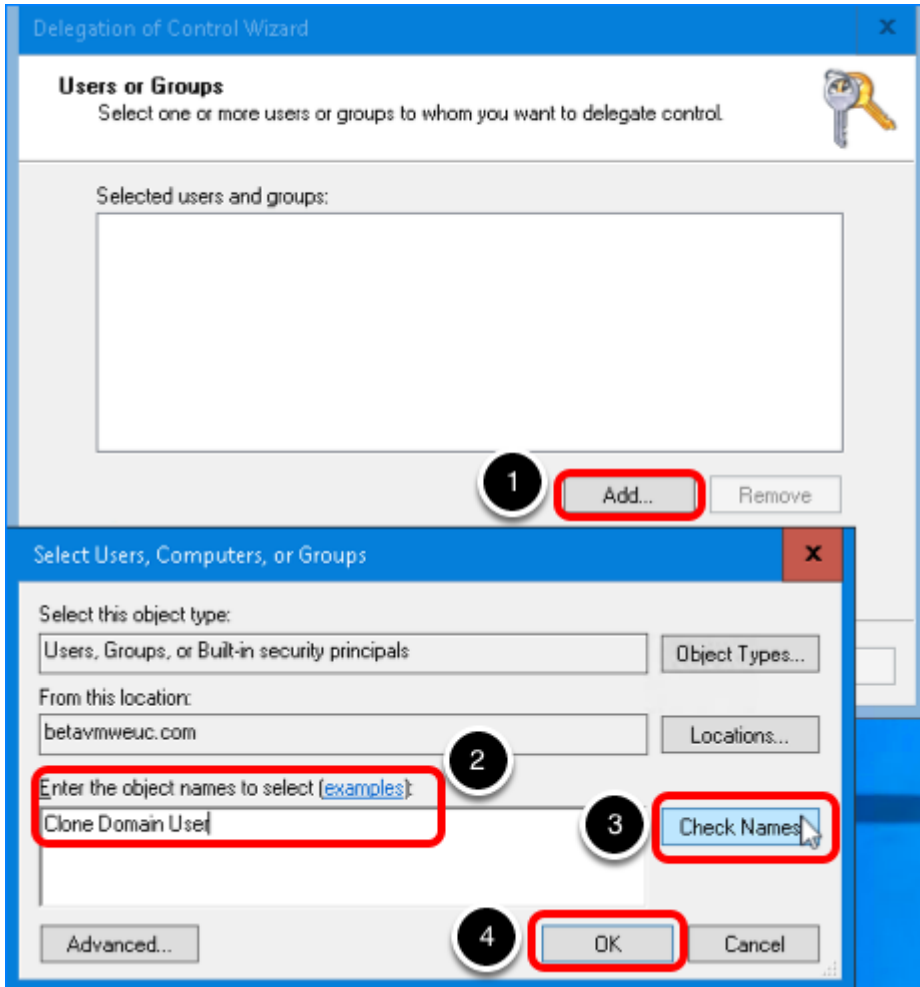 Delegation of Control Wizard
x
Users or Groups
Select one or more users or groups to whom you want to delegate control.
Selected users and groups:
1
Add...
Remove
Select Users, Computers, or Groups
x
Select this object type:
Users, Groups, or Built-in security principals
Object Types...
From this location:
betavmweuc.com
Locations...
2
Enter the object names to select (examples):
Clone Domain User
3
Check Names
4
Advanced...
OK
Cancel